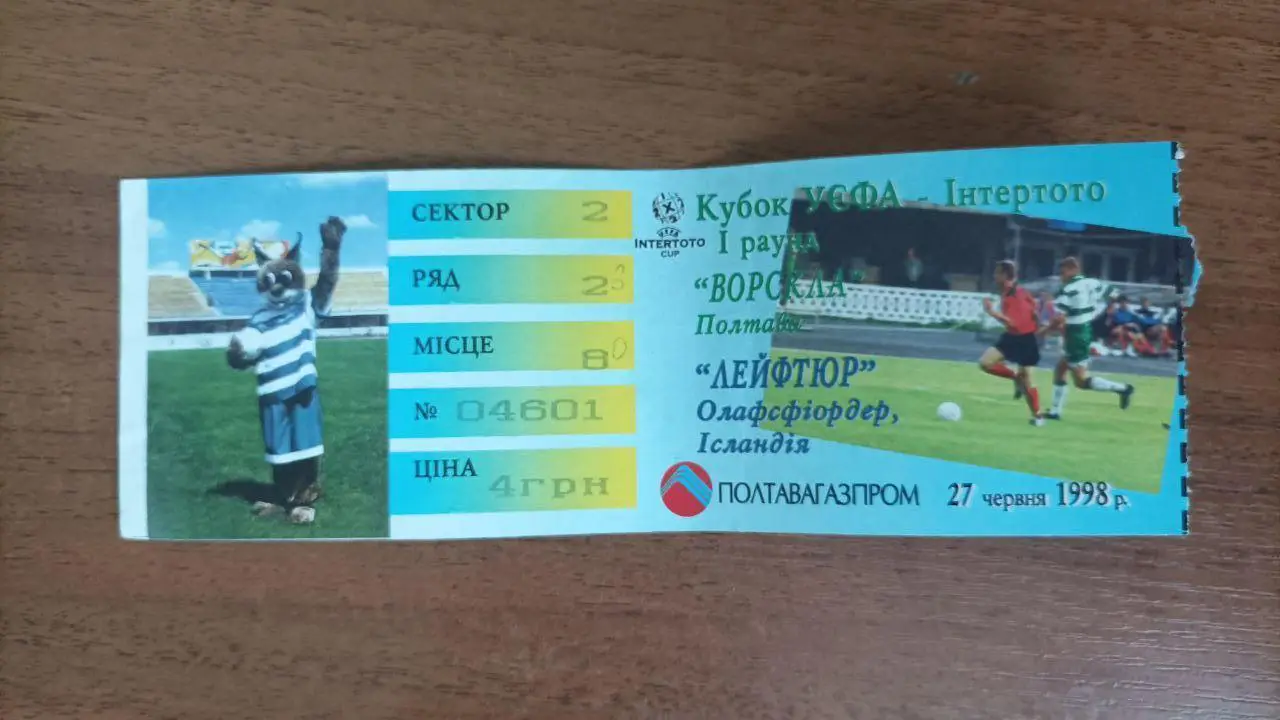 СЕКТОР 2
РЯД 23
МІСЦЕ 80
№ 04601
ЦІНА 4грн
UEFA
INTERTOTO
CUP
Кубок УЄФА - Інтертото
І раунд
"ВОРСКЛА"
Полтава
"ЛЕЙФТЮР"
Олафсфіордер,
Ісландія
ПОЛТАВАГАЗПРОМ 27 червня 1998 р.